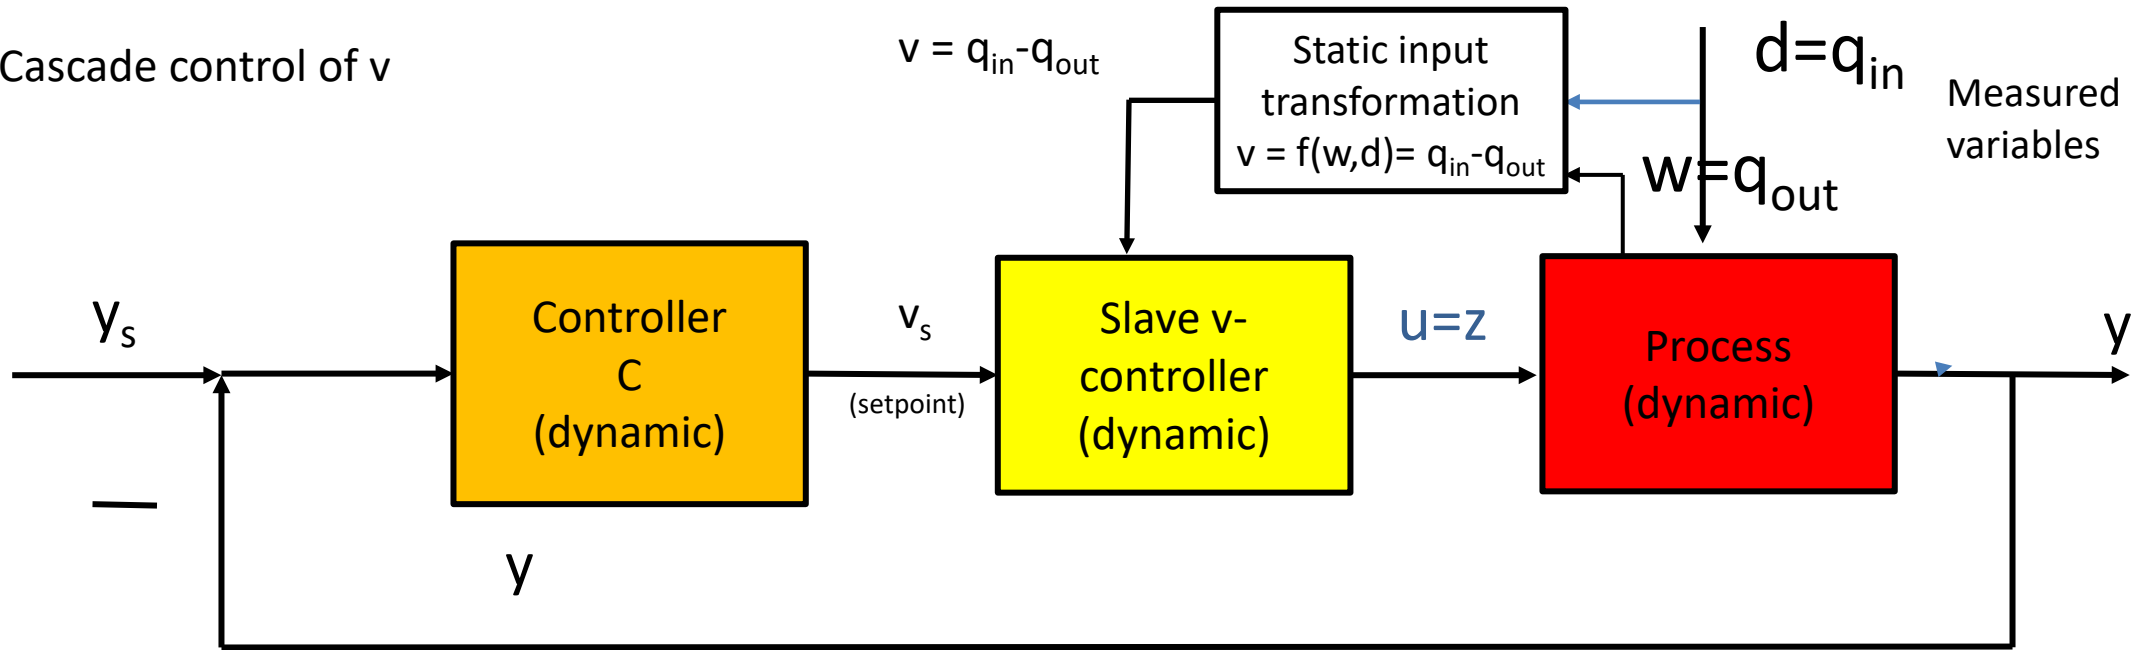 Cascade control of v
v = qin-qout
Static input
transformation
v = f(w,d)= qin-qout
d=qin
Measured
variables
w=qout
ys
Controller
C
(dynamic)
vs
(setpoint)
Slave v-
controller
(dynamic)
u=z
Process
(dynamic)
y
y